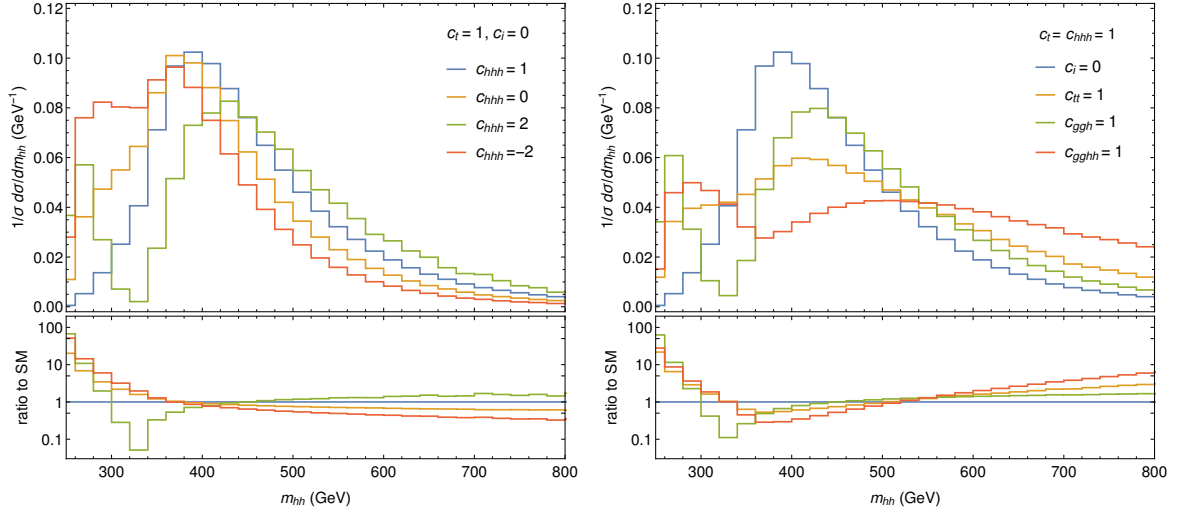 0.12
0.10
0.08
0.06
0.04
0.02
0.00
1/σ dσ/dm_hh (GeV⁻¹)
c_t = 1, c_i = 0
c_hhh = 1
c_hhh = 0
c_hhh = 2
c_hhh = −2
100
10
1
0.1
ratio to SM
300 400 500 600 700 800
m_hh (GeV)
0.12
0.10
0.08
0.06
0.04
0.02
0.00
1/σ dσ/dm_hh (GeV⁻¹)
c_t = c_hhh = 1
c_i = 0
c_tt = 1
c_ggh = 1
c_gghh = 1
100
10
1
0.1
ratio to SM
300 400 500 600 700 800
m_hh (GeV)